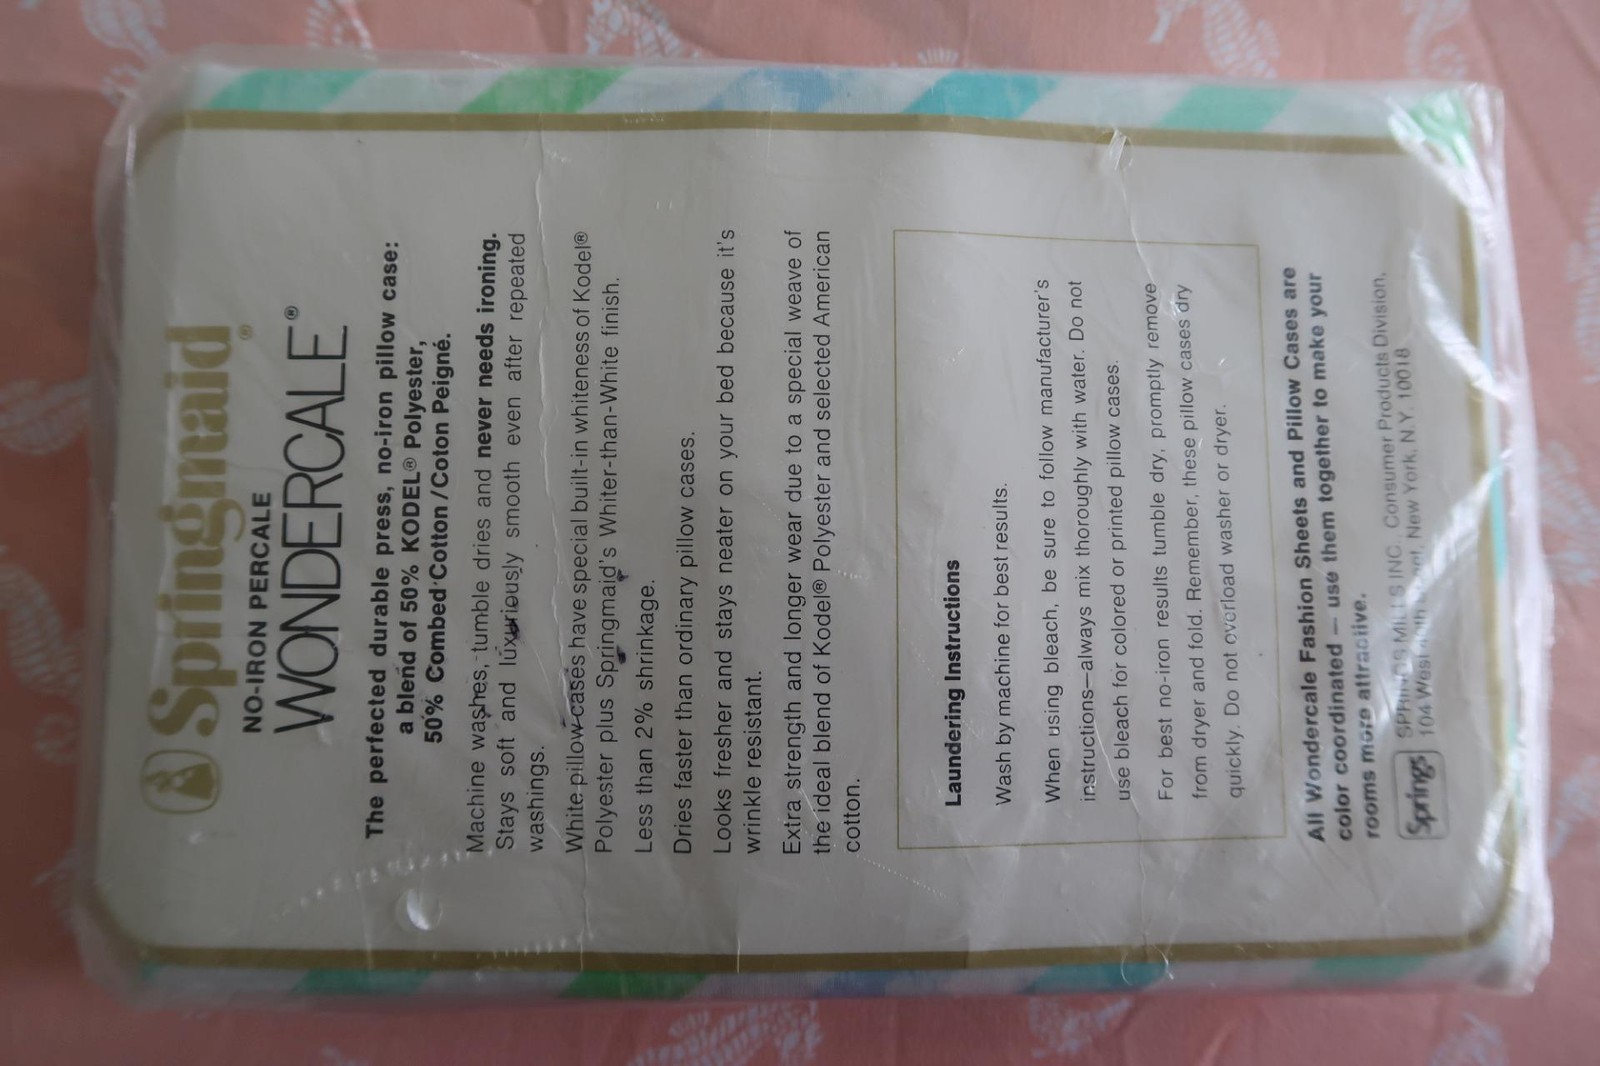 Springmaid®
NO-IRON PERCALE
WONDERCALE®
The perfected durable press, no-iron pillow case:
a blend of 50% KODEL® Polyester,
50% Combed Cotton/Coton Peigné.
Machine washes, tumble dries and never needs ironing.
Stays soft and luxuriously smooth even after repeated
washings.
White pillow cases have special built-in whiteness of Kodel®
Polyester plus Springmaid's Whiter-than-White finish.
Less than 2% shrinkage.
Dries faster than ordinary pillow cases.
Looks fresher and stays neater on your bed because it's
wrinkle resistant.
Extra strength and longer wear due to a special weave of
the ideal blend of Kodel® Polyester and selected American
cotton.
Laundering Instructions
Wash by machine for best results.
When using bleach, be sure to follow manufacturer's
instructions—always mix thoroughly with water. Do not
use bleach for colored or printed pillow cases.
For best no-iron results tumble dry, promptly remove
from dryer and fold. Remember, these pillow cases dry
quickly. Do not overload washer or dryer.
All Wondercale Fashion Sheets and Pillow Cases are
color coordinated — use them together to make your
rooms more attractive.
Springs
SPRINGS MILLS INC., Consumer Products Division,
104 West New York, N.Y. 10018